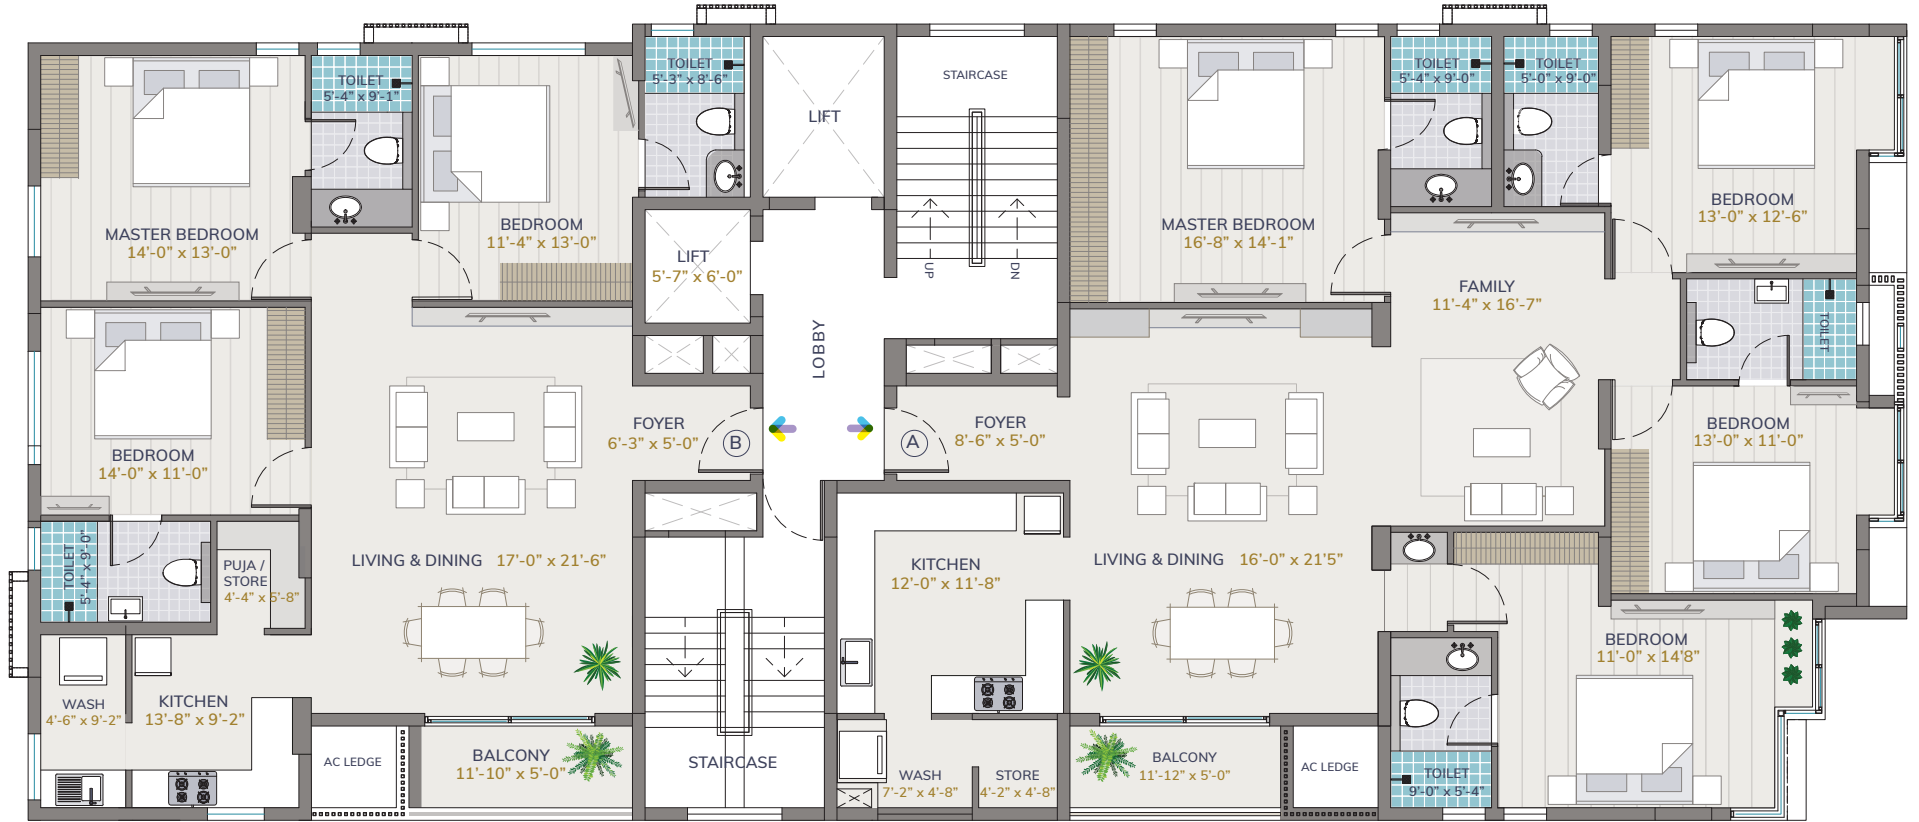 TOILET
5'-4" x 9'-1"
TOILET
5'-3" x 8'-6"
LIFT
STAIRCASE
UP
DN
TOILET
5'-4" x 9'-0"
TOILET
5'-0" x 9'-0"
MASTER BEDROOM
14'-0" x 13'-0"
BEDROOM
11'-4" x 13'-0"
LIFT
5'-7" x 6'-0"
LOBBY
MASTER BEDROOM
16'-8" x 14'-1"
BEDROOM
13'-0" x 12'-6"
FAMILY
11'-4" x 16'-7"
TOILET
BEDROOM
14'-0" x 11'-0"
FOYER
6'-3" x 5'-0"
B
A
FOYER
8'-6" x 5'-0"
BEDROOM
13'-0" x 11'-0"
TOILET
5'-4" x 9'-0"
PUJA /
STORE
4'-4" x 5'-8"
LIVING & DINING 17'-0" x 21'-6"
KITCHEN
12'-0" x 11'-8"
LIVING & DINING 16'-0" x 21'5"
BEDROOM
11'-0" x 14'8"
WASH
4'-6" x 9'-2"
KITCHEN
13'-8" x 9'-2"
AC LEDGE
BALCONY
11'-10" x 5'-0"
STAIRCASE
WASH
7'-2" x 4'-8"
STORE
4'-2" x 4'-8"
BALCONY
11'-12" x 5'-0"
AC LEDGE
TOILET
9'-0" x 5'-4"